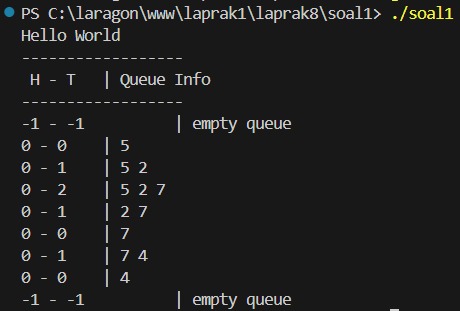 PS C:\laragon\www\laprak1\laprak8\soal1> ./soal1
Hello World
------------------
 H - T   | Queue Info
------------------
-1 - -1         | empty queue
0 - 0    | 5
0 - 1    | 5 2
0 - 2    | 5 2 7
0 - 1    | 2 7
0 - 0    | 7
0 - 1    | 7 4
0 - 0    | 4
-1 - -1         | empty queue